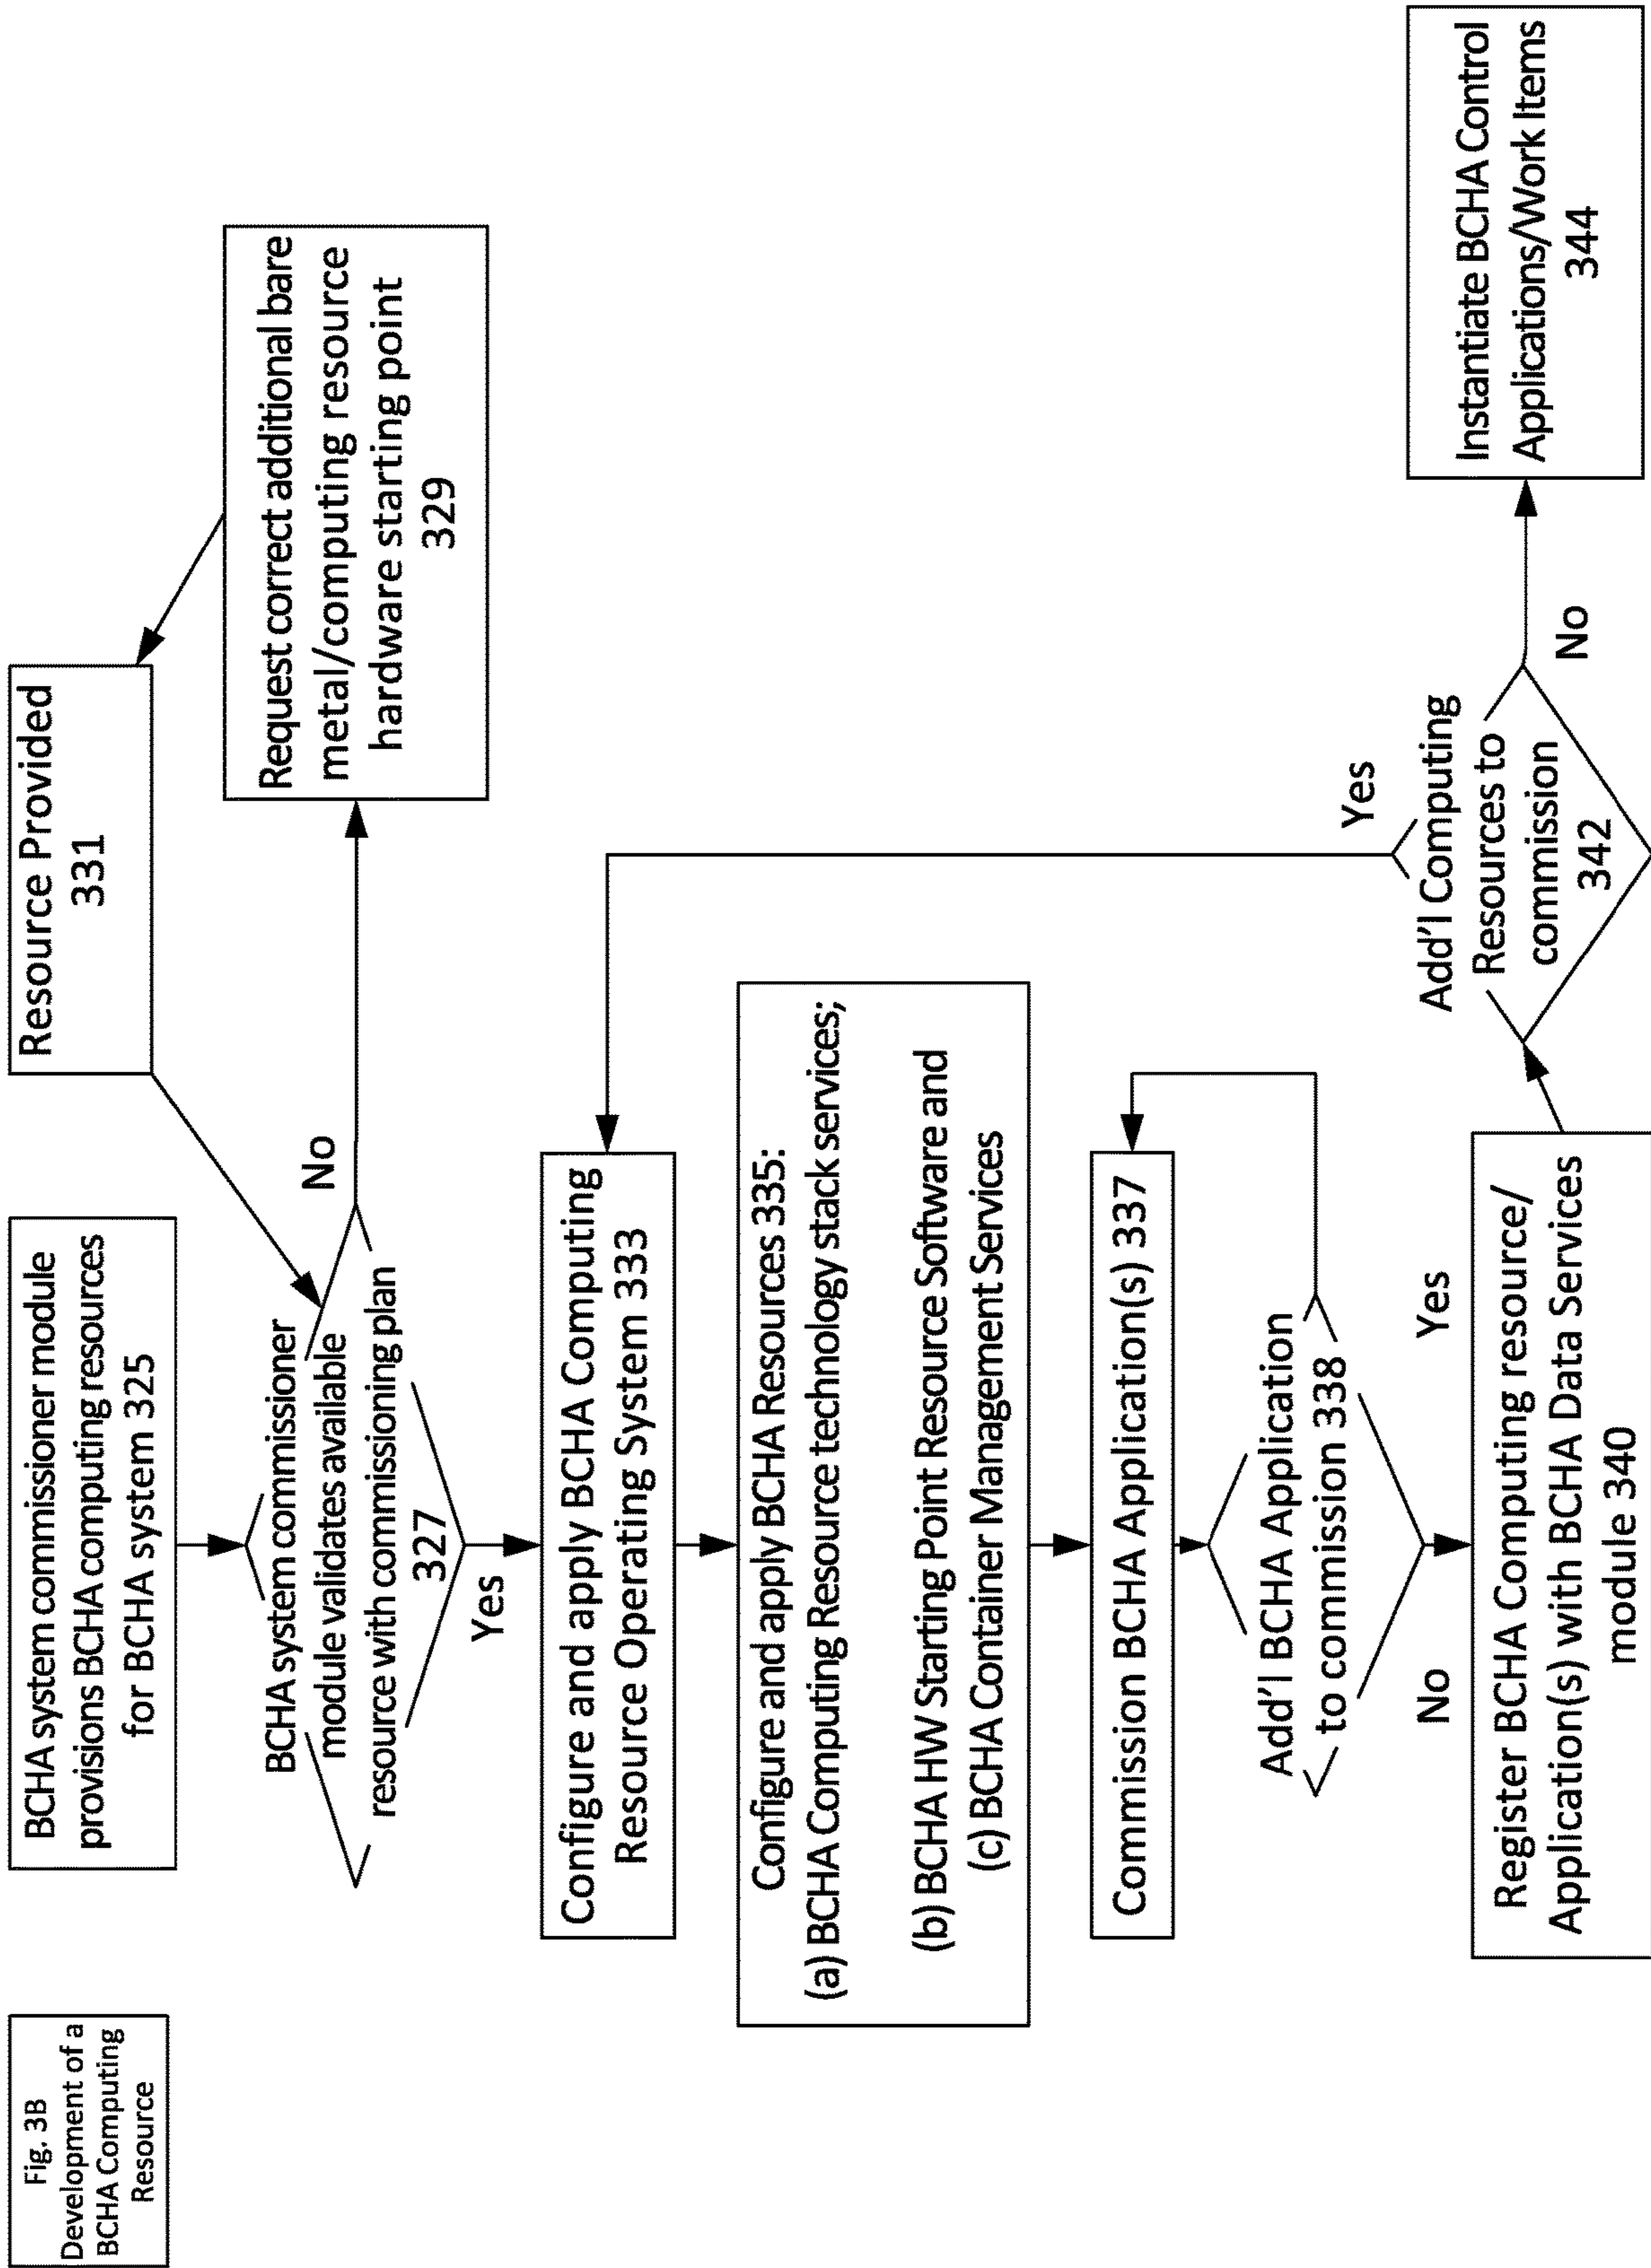 Fig. 3B
Development of a
BCHA Computing
Resource
BCHA system commissioner module
provisions BCHA computing resources
for BCHA system 325
Resource Provided
331
BCHA system commissioner
module validates available
resource with commissioning plan
327
No
Yes
Request correct additional bare
metal/computing resource
hardware starting point
329
Configure and apply BCHA Computing
Resource Operating System 333
Configure and apply BCHA Resources 335:
(a) BCHA Computing Resource technology stack services;
(b) BCHA HW Starting Point Resource Software and
(c) BCHA Container Management Services
Commission BCHA Application(s) 337
Add'l BCHA Application
to commission 338
Yes
No
Register BCHA Computing resource/
Application(s) with BCHA Data Services
module 340
Yes
Add'l Computing
Resources to
commission
342
No
Instantiate BCHA Control
Applications/Work Items
344